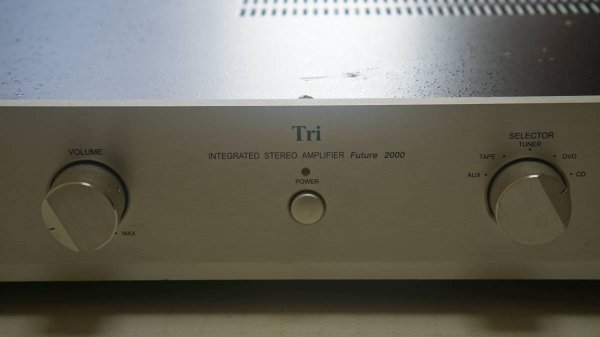 Tri
INTEGRATED STEREO AMPLIFIER Future 2000
POWER
VOLUME
MAX
SELECTOR
TUNER
TAPE DVD
AUX CD